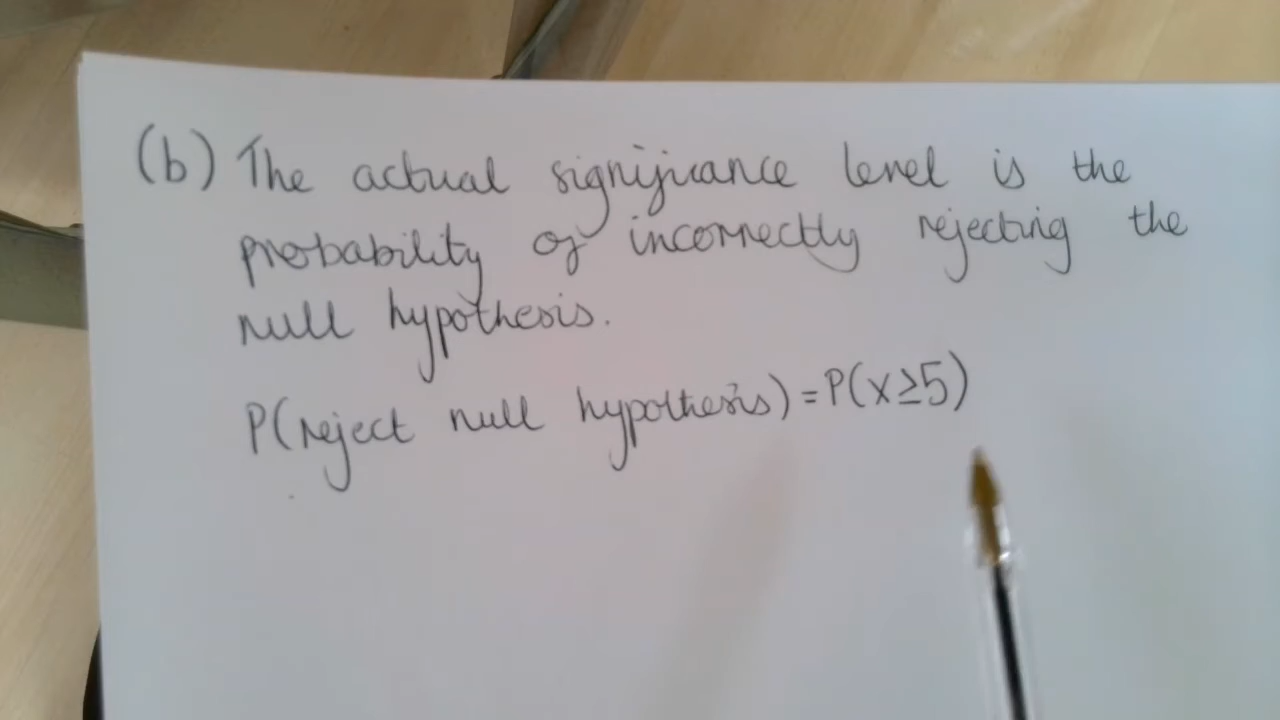 (b) The actual significance level is the
probability of incorrectly rejecting the
null hypothesis.
P(reject null hypothesis) = P(X≥5)